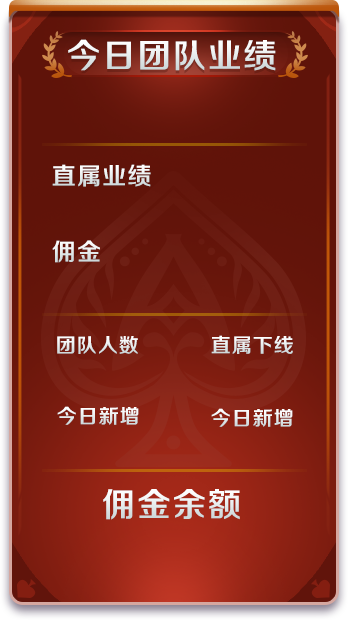 今日团队业绩
直属业绩
佣金
团队人数 直属下线
今日新增 今日新增
佣金余额